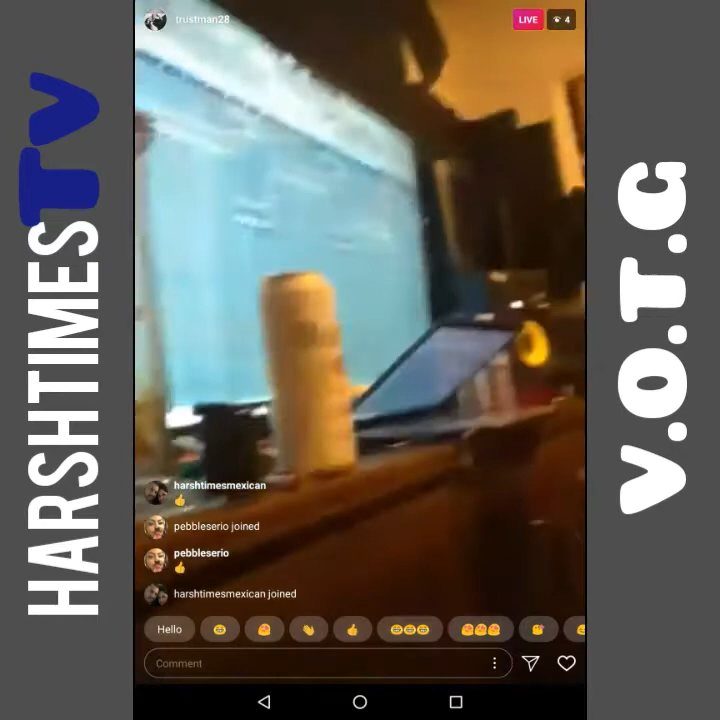 HARSHTIMESTV
trustman28
LIVE
4
harshtimesmexican
👍
pebbleserio joined
pebbleserio
👍
harshtimesmexican joined
Hello
Comment
V.O.T.G